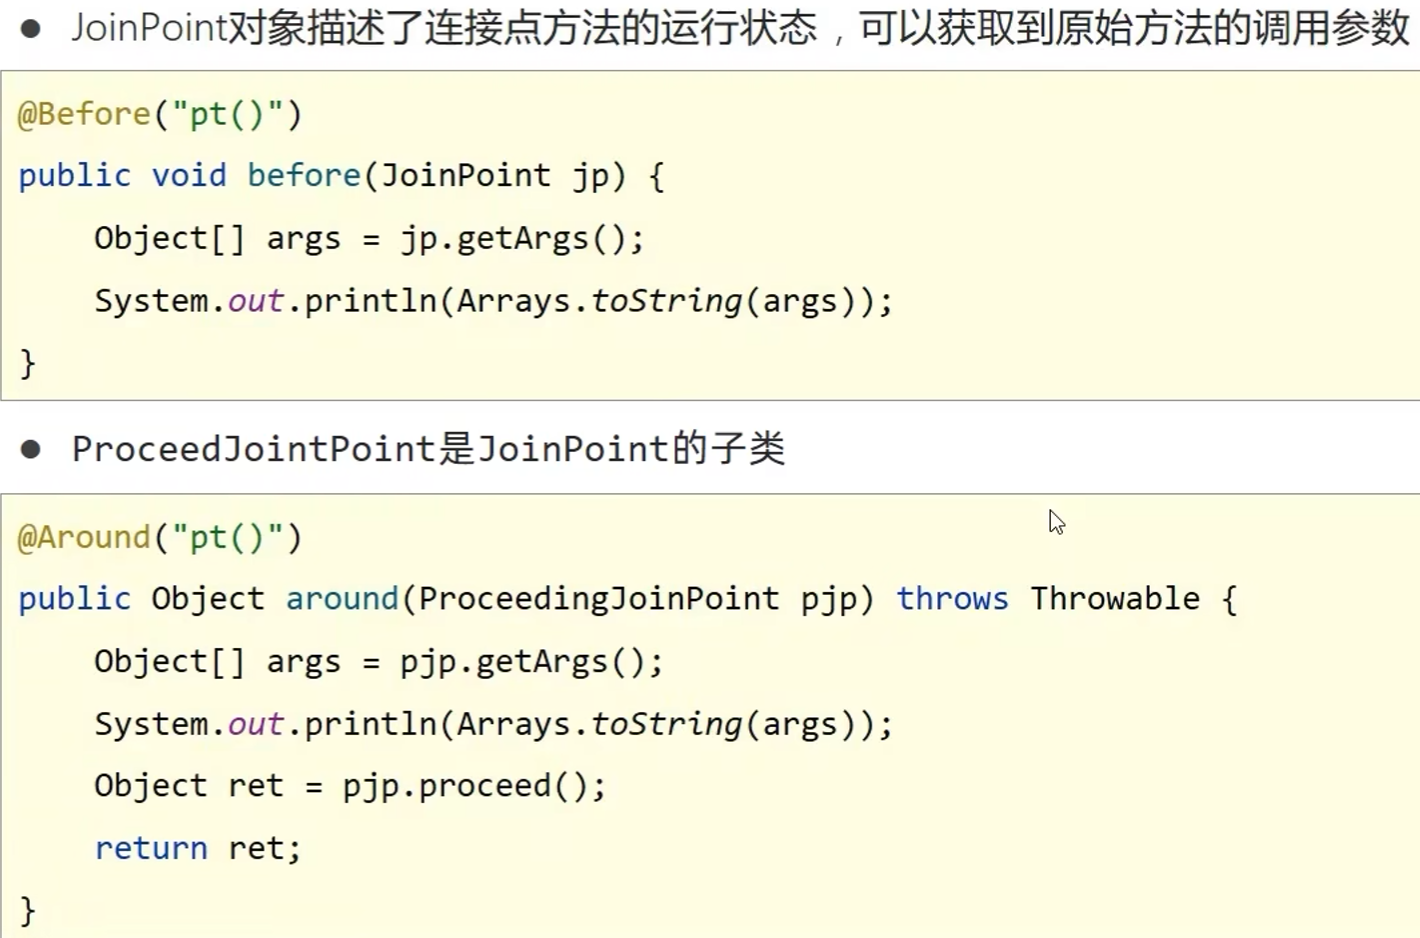 ● JoinPoint对象描述了连接点方法的运行状态，可以获取到原始方法的调用参数
@Before("pt()")
public void before(JoinPoint jp) {
    Object[] args = jp.getArgs();
    System.out.println(Arrays.toString(args));
}
● ProceedJointPoint是JoinPoint的子类
@Around("pt()")
public Object around(ProceedingJoinPoint pjp) throws Throwable {
    Object[] args = pjp.getArgs();
    System.out.println(Arrays.toString(args));
    Object ret = pjp.proceed();
    return ret;
}